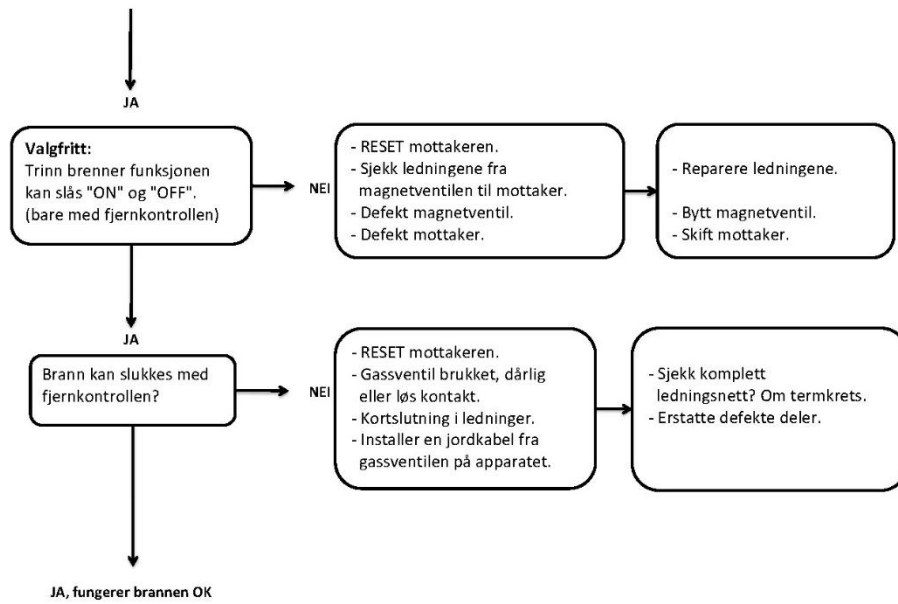 JA
Valgfritt:
Trinn brenner funksjonen
kan slås "ON" og "OFF".
(bare med fjernkontrollen)
NEI
- RESET mottakeren.
- Sjekk ledningene fra
magnetventilen til mottaker.
- Defekt magnetventil.
- Defekt mottaker.
- Reparere ledningene.
- Bytt magnetventil.
- Skift mottaker.
JA
Brann kan slukkes med
fjernkontrollen?
NEI
- RESET mottakeren.
- Gassventil brukket, dårlig
eller løs kontakt.
- Kortslutning i ledninger.
- Installer en jordkabel fra
gassventilen på apparatet.
- Sjekk komplett
ledningsnett? Om termkrets.
- Erstatte defekte deler.
JA, fungerer brannen OK